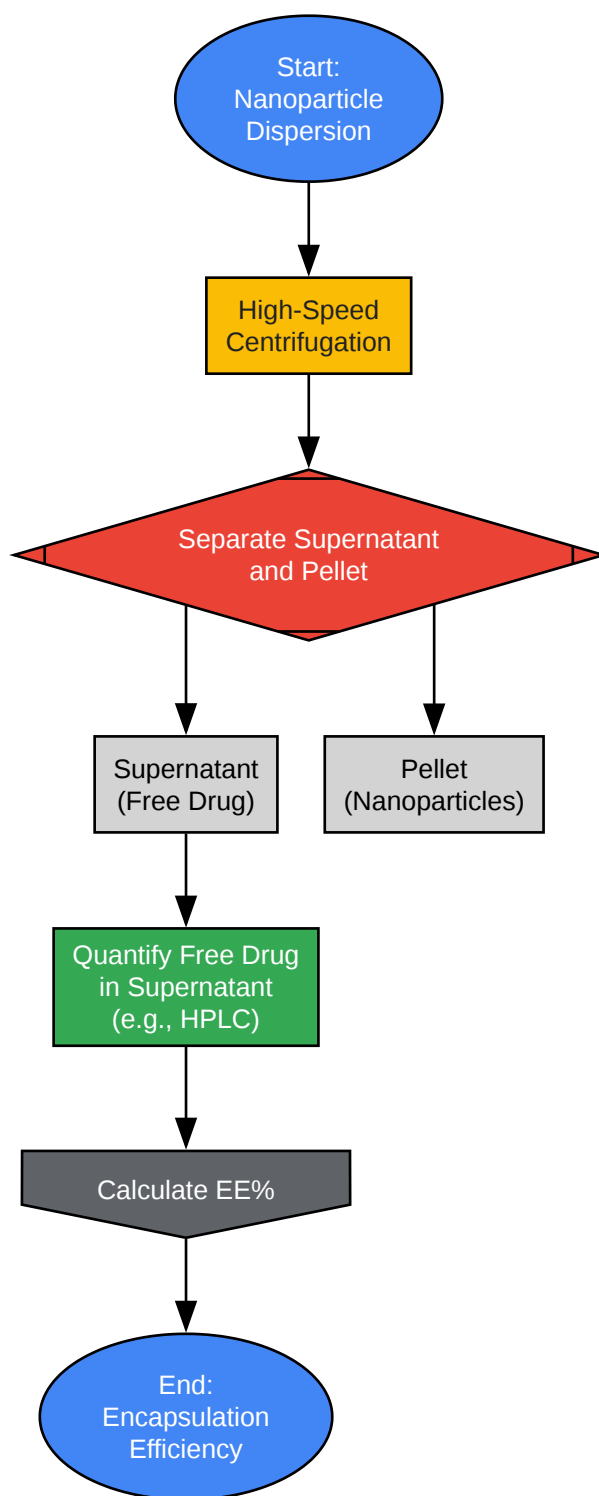 Start:
Nanoparticle
Dispersion
High-Speed
Centrifugation
Separate Supernatant
and Pellet
Supernatant
(Free Drug)
Pellet
(Nanoparticles)
Quantify Free Drug
in Supernatant
(e.g., HPLC)
Calculate EE%
End:
Encapsulation
Efficiency